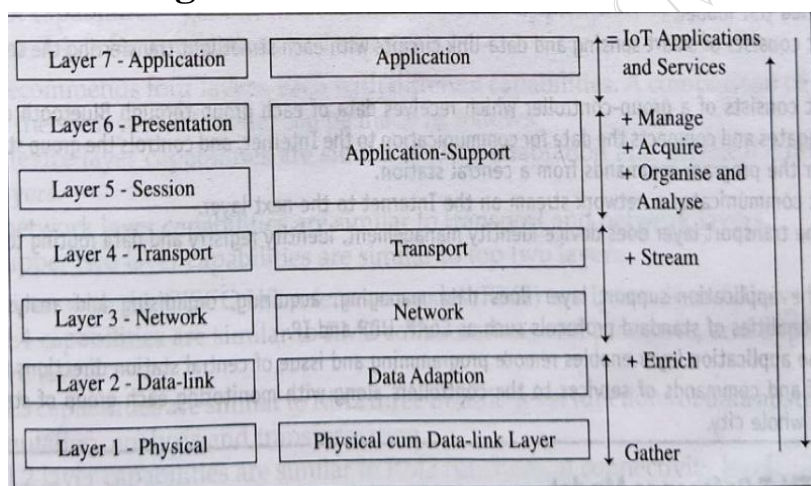 Layer 7 - Application
Application
= IoT Applications
and Services
Layer 6 - Presentation
Application-Support
+ Manage
+ Acquire
+ Organise and
Analyse
Layer 5 - Session
Layer 4 - Transport
Transport
+ Stream
Layer 3 - Network
Network
Layer 2 - Data-link
Data Adaption
+ Enrich
Layer 1 - Physical
Physical cum Data-link Layer
Gather